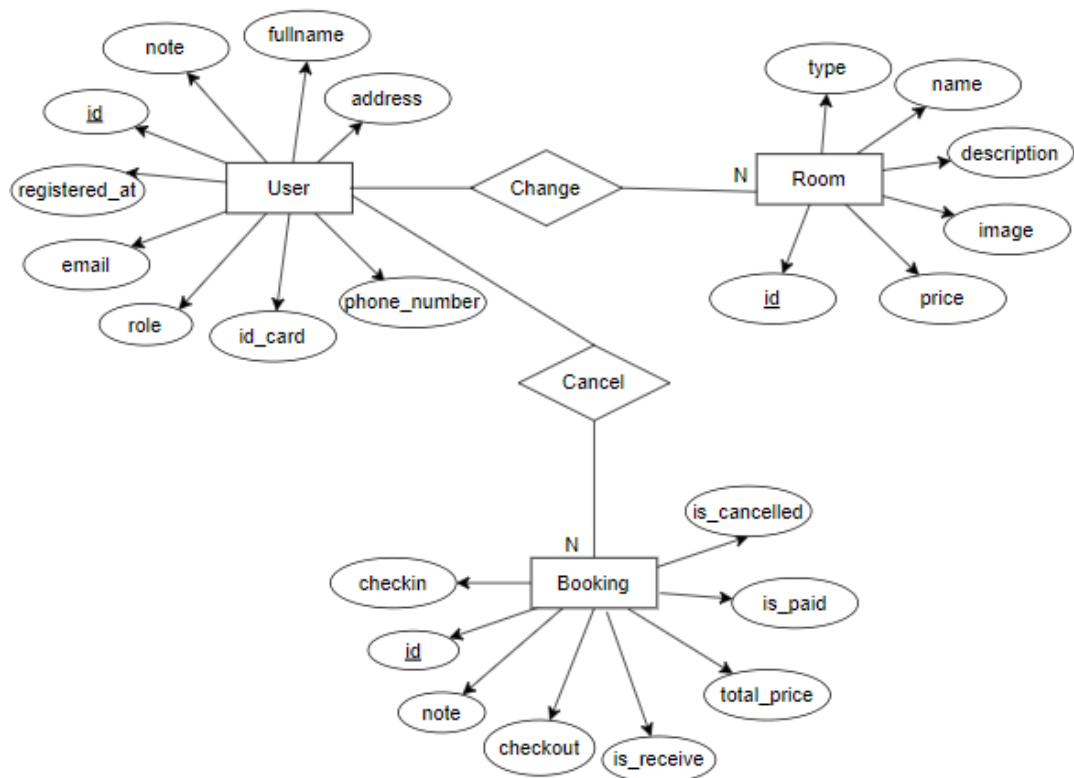 fullname
note
type
name
address
id
description
registered_at
User
Change
N
Room
image
email
phone_number
id
price
role
id_card
Cancel
is_cancelled
N
checkin
Booking
is_paid
id
total_price
note
checkout
is_receive